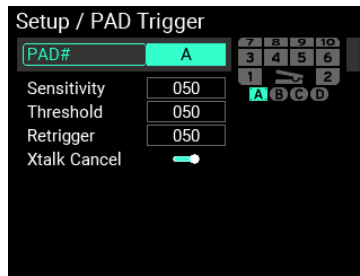 Setup / PAD Trigger
PAD# A
7 8 9 10
3 4 5 6
1 2
A B C D
Sensitivity 050
Threshold 050
Retrigger 050
Xtalk Cancel